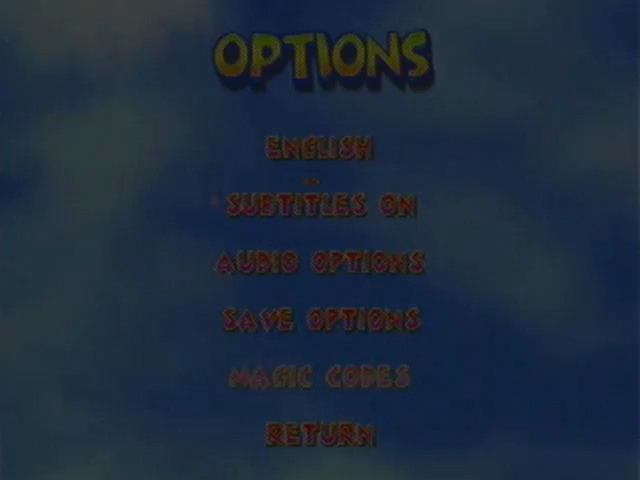 OPTIONS
ENGLISH
SUBTITLES ON
AUDIO OPTIONS
SAVE OPTIONS
MAGIC CODES
RETURN